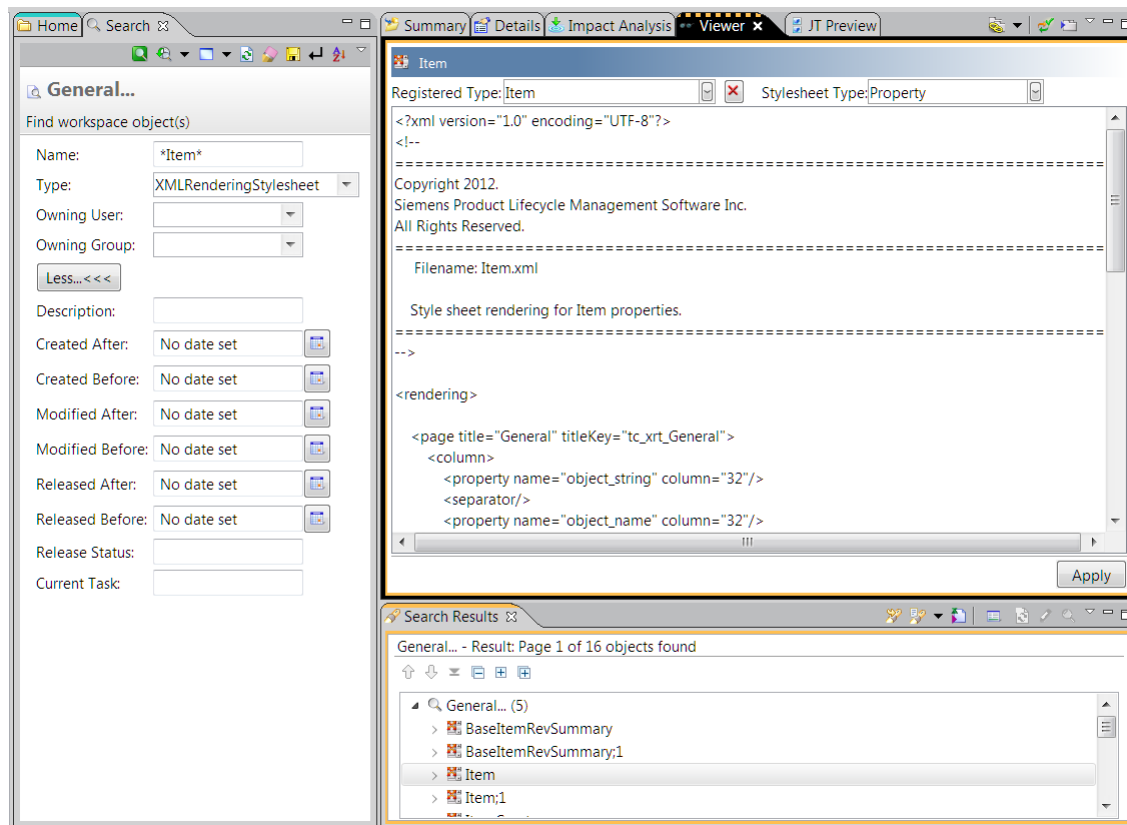 Home
Search
General...
Find workspace object(s)
Name: *Item*
Type: XMLRenderingStylesheet
Owning User:
Owning Group:
Less...<<<
Description:
Created After: No date set
Created Before: No date set
Modified After: No date set
Modified Before: No date set
Released After: No date set
Released Before: No date set
Release Status:
Current Task:
Summary
Details
Impact Analysis
Viewer
JT Preview
Item
Registered Type: Item
Stylesheet Type: Property
<?xml version="1.0" encoding="UTF-8"?>
<!--
========================================================================
Copyright 2012.
Siemens Product Lifecycle Management Software Inc.
All Rights Reserved.
========================================================================
Filename: Item.xml
Style sheet rendering for Item properties.
========================================================================
-->
<rendering>
<page title="General" titleKey="tc_xrt_General">
<column>
<property name="object_string" column="32"/>
<separator/>
<property name="object_name" column="32"/>
Apply
Search Results
General... - Result: Page 1 of 16 objects found
General... (5)
BaseItemRevSummary
BaseItemRevSummary;1
Item
Item;1